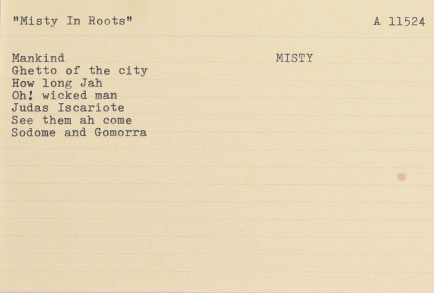 "Misty In Roots" A 11524
Mankind MISTY
Ghetto of the city
How long Jah
Oh! wicked man
Judas Iscariote
See them ah come
Sodome and Gomorra